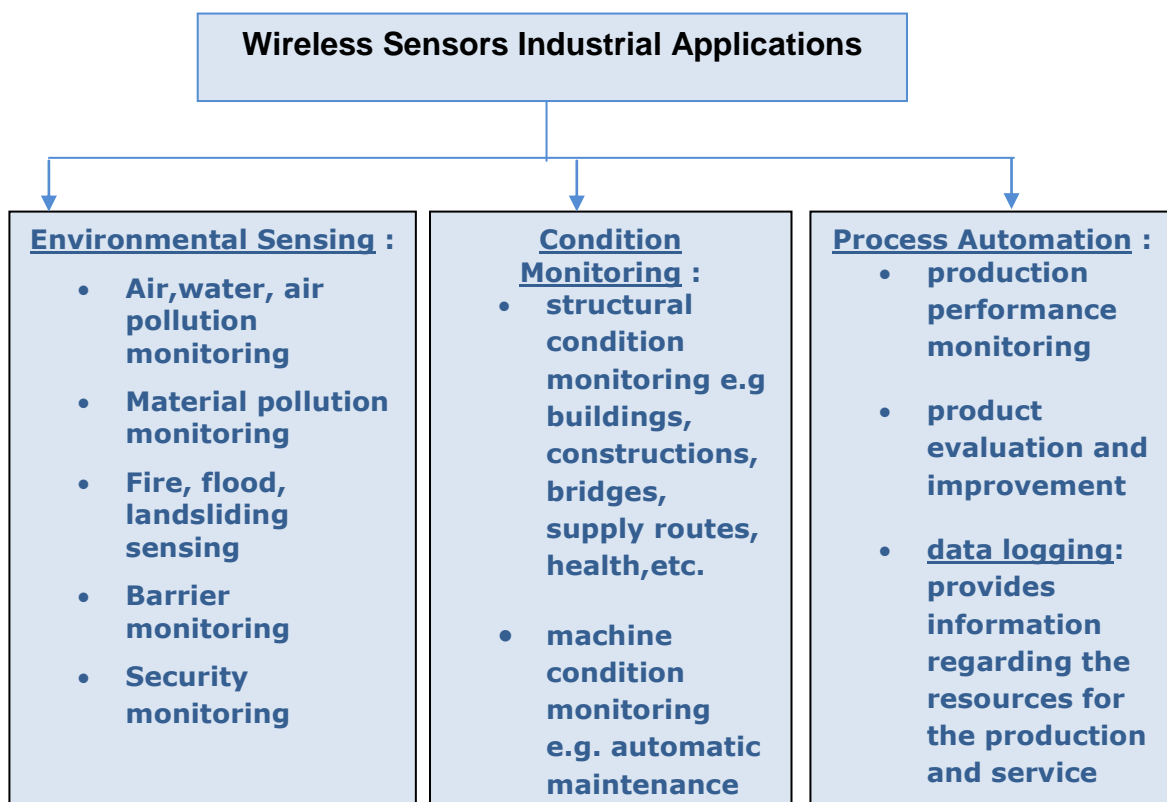 Wireless Sensors Industrial Applications
Environmental Sensing :
• Air,water, air
pollution
monitoring
• Material pollution
monitoring
• Fire, flood,
landsliding
sensing
• Barrier
monitoring
• Security
monitoring
Condition
Monitoring :
• structural
condition
monitoring e.g
buildings,
constructions,
bridges,
supply routes,
health,etc.
• machine
condition
monitoring
e.g. automatic
maintenance
Process Automation :
• production
performance
monitoring
• product
evaluation and
improvement
• data logging:
provides
information
regarding the
resources for
the production
and service